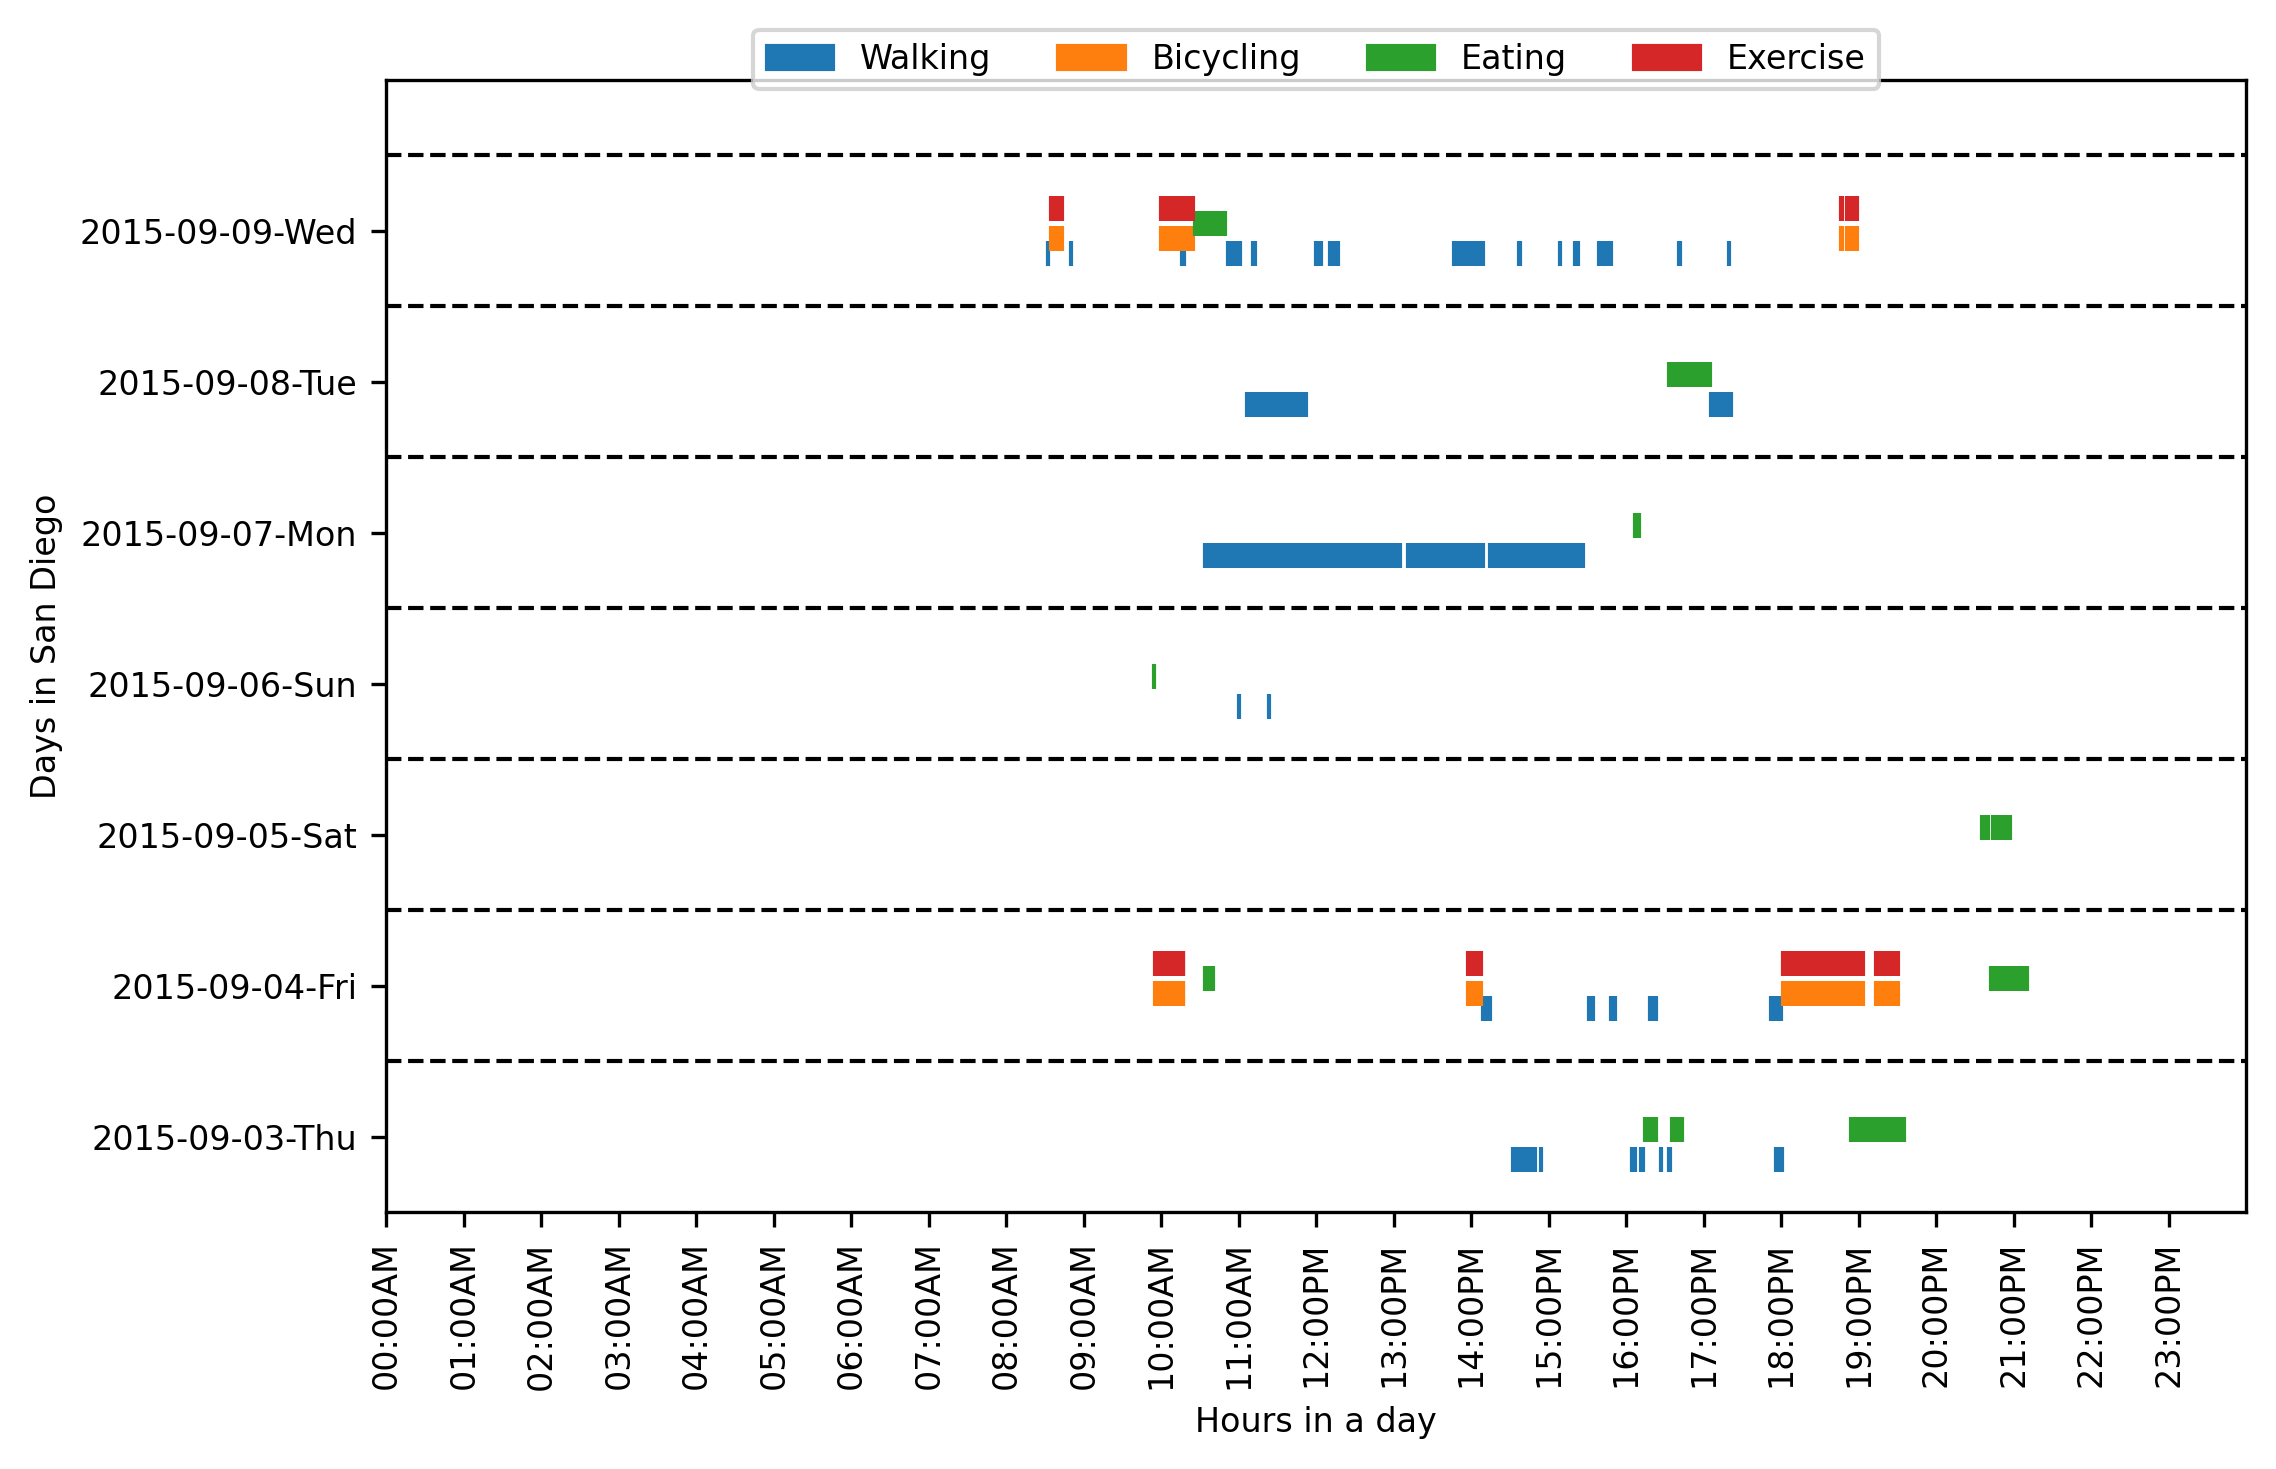 Walking Bicycling Eating Exercise
2015-09-09-Wed
2015-09-08-Tue
2015-09-07-Mon
2015-09-06-Sun
2015-09-05-Sat
2015-09-04-Fri
2015-09-03-Thu
Days in San Diego
00:00AM
01:00AM
02:00AM
03:00AM
04:00AM
05:00AM
06:00AM
07:00AM
08:00AM
09:00AM
10:00AM
11:00AM
12:00PM
13:00PM
14:00PM
15:00PM
16:00PM
17:00PM
18:00PM
19:00PM
20:00PM
21:00PM
22:00PM
23:00PM
Hours in a day